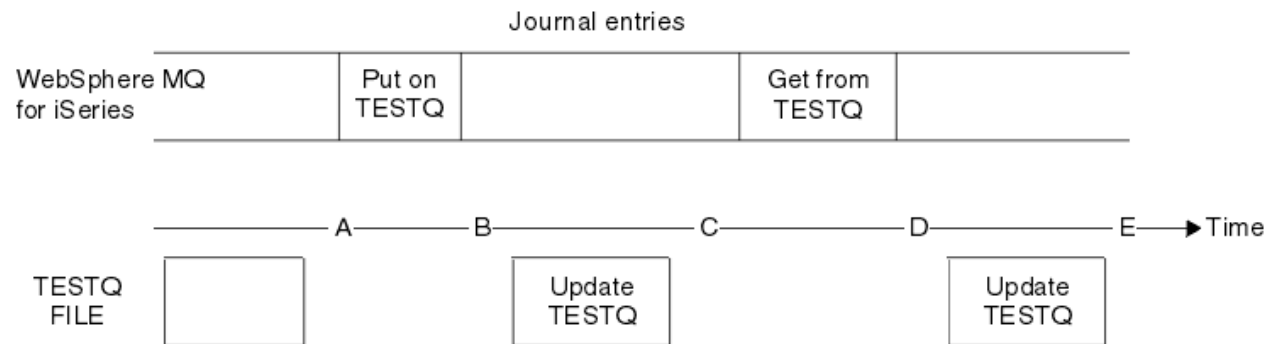 Journal entries
WebSphere MQ
for iSeries
Put on
TESTQ
Get from
TESTQ
A
B
C
D
E
Time
TESTQ
FILE
Update
TESTQ
Update
TESTQ